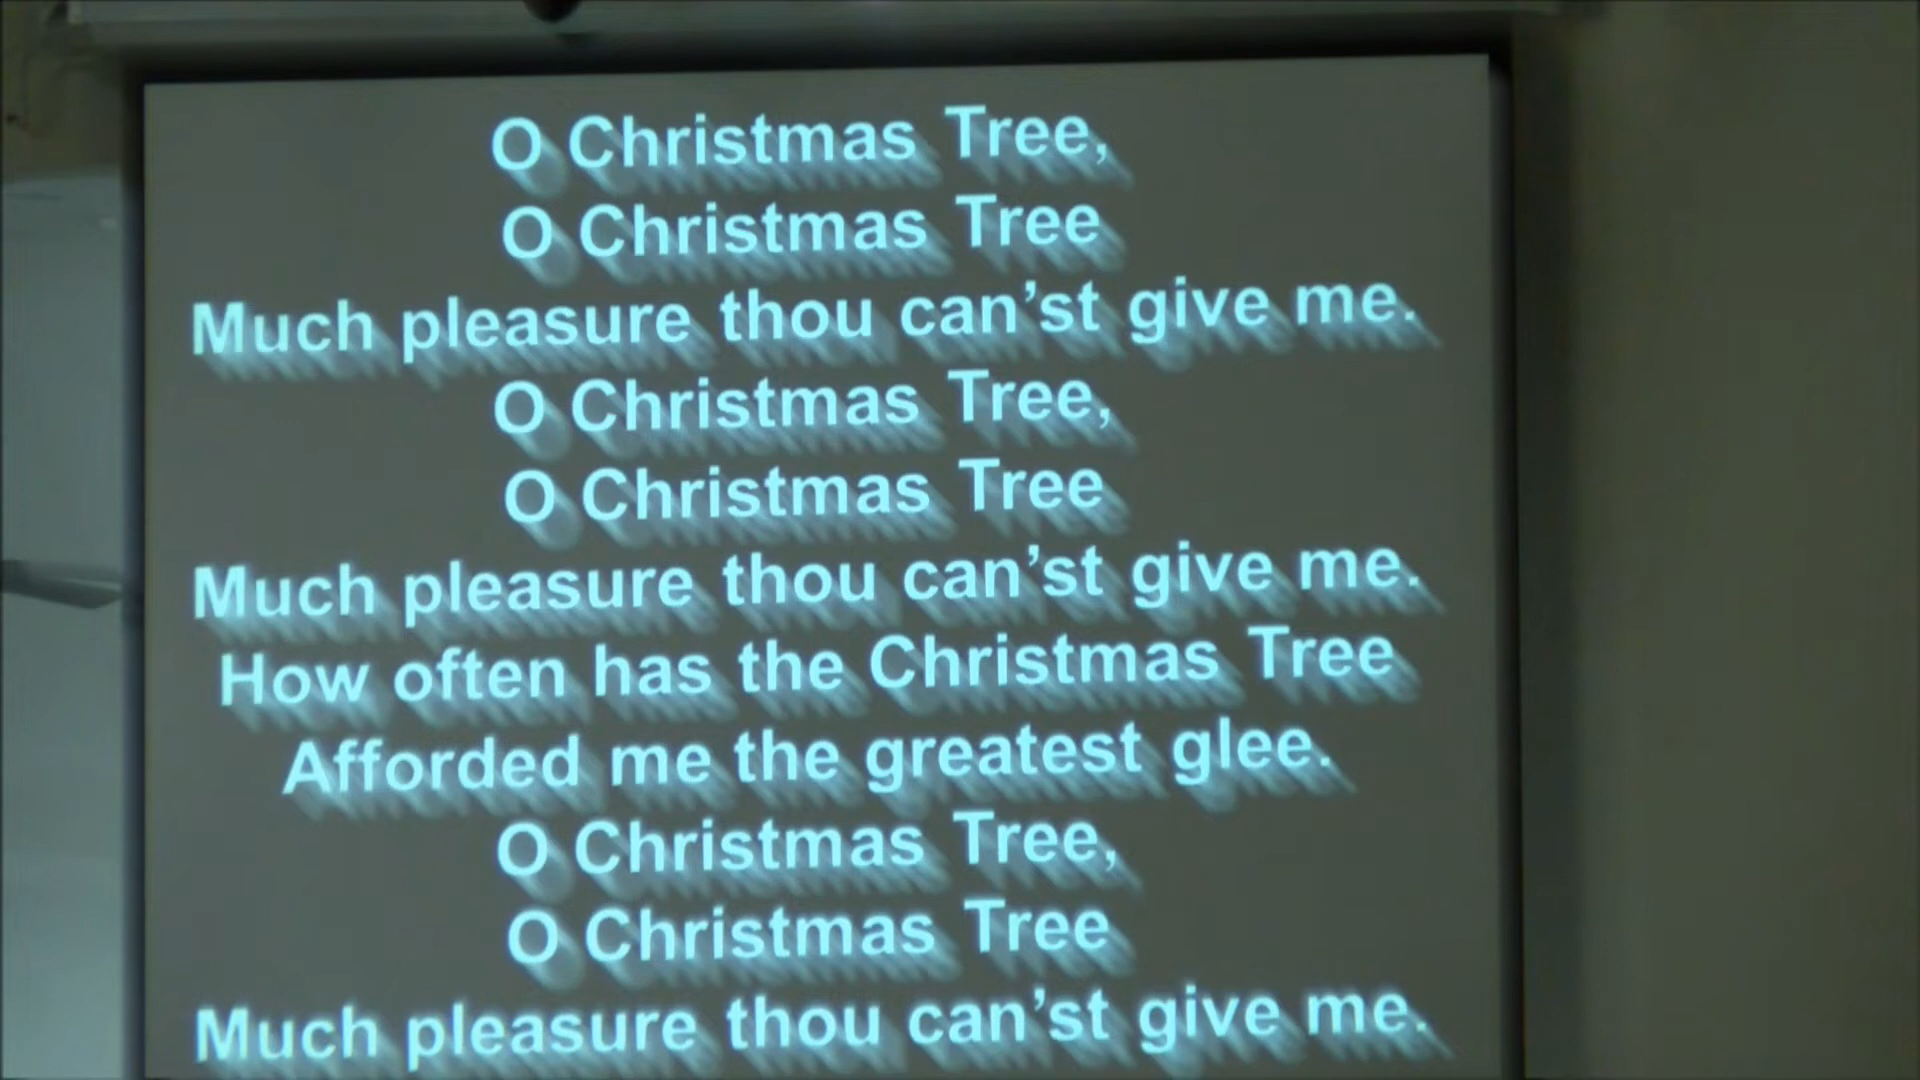 O Christmas Tree,
O Christmas Tree
Much pleasure thou can’st give me.
O Christmas Tree,
O Christmas Tree
Much pleasure thou can’st give me.
How often has the Christmas Tree
Afforded me the greatest glee.
O Christmas Tree,
O Christmas Tree
Much pleasure thou can’st give me.